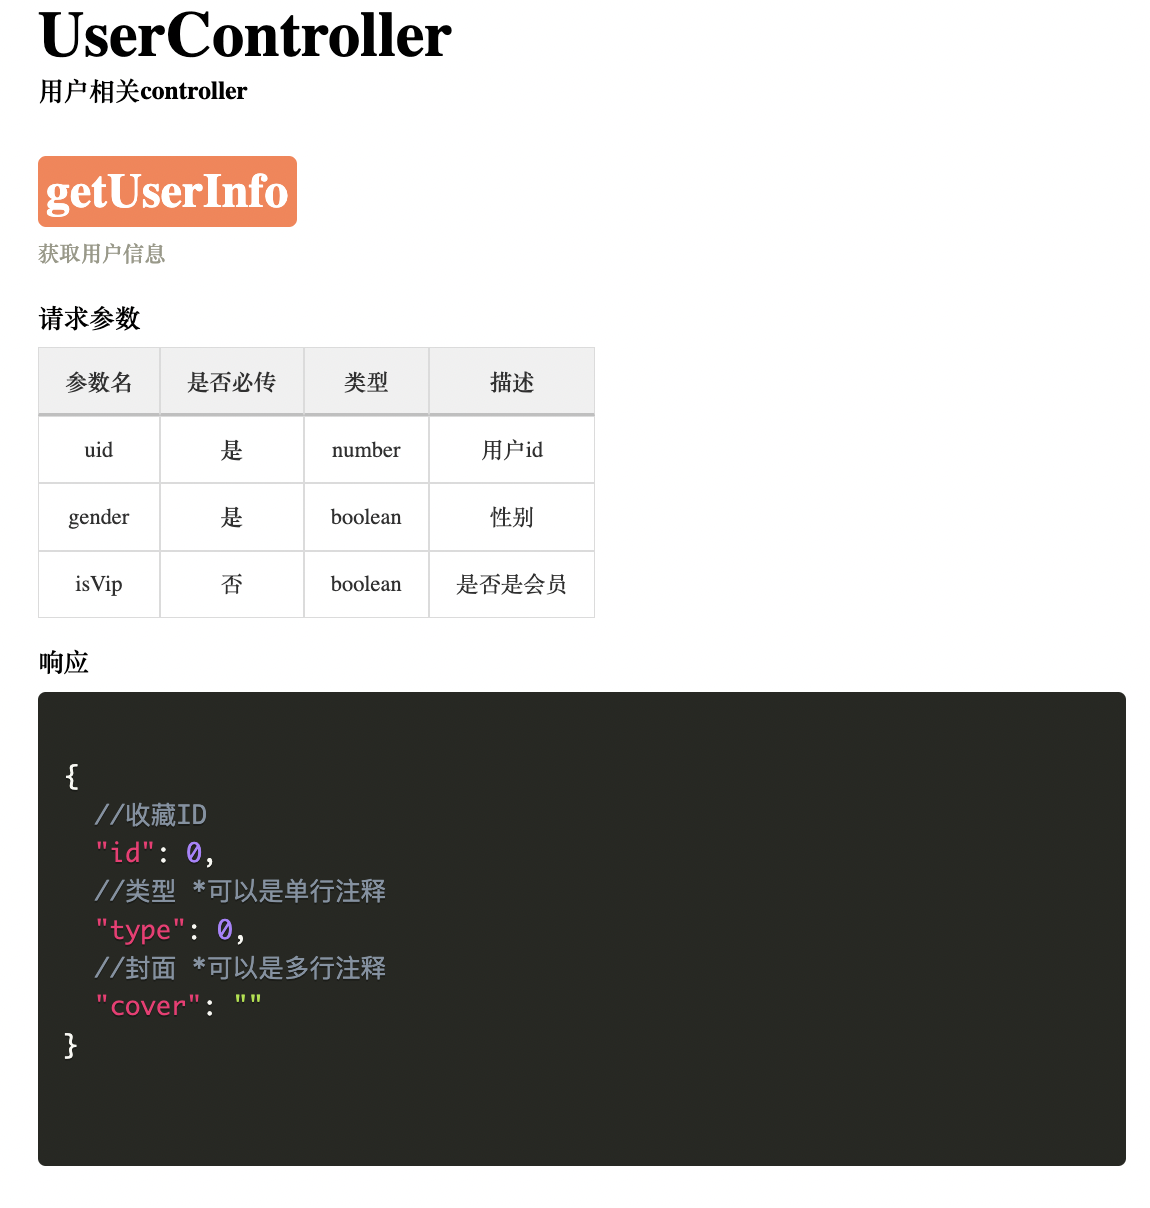 UserController
用户相关controller
getUserInfo
获取用户信息
请求参数
参数名 是否必传 类型 描述
uid 是 number 用户id
gender 是 boolean 性别
isVip 否 boolean 是否是会员
响应
{
//收藏ID
"id": 0,
//类型 *可以是单行注释
"type": 0,
//封面 *可以是多行注释
"cover": ""
}